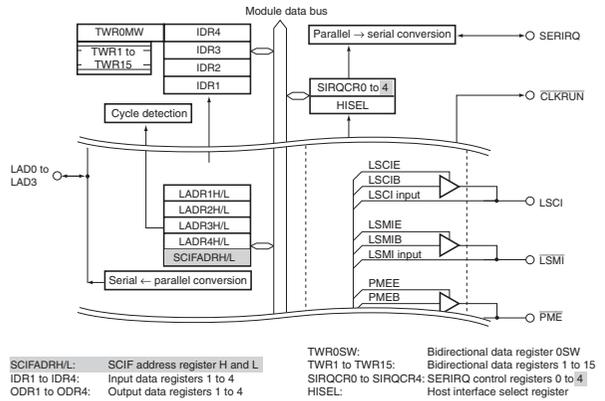 Module data bus
TWR0MW
IDR4
TWR1 to
TWR15
IDR3
IDR2
IDR1
Parallel → serial conversion
SERIRQ
SIRQCR0 to 4
HISEL
CLKRUN
Cycle detection
LAD0 to
LAD3
LADR1H/L
LADR2H/L
LADR3H/L
LADR4H/L
SCIFADRH/L
Serial ← parallel conversion
LSCIE
LSCIB
LSCI input
LSCI
LSMIE
LSMIB
LSMI input
LSMI
PMEE
PMEB
PME
SCIFADRH/L: SCIF address register H and L
IDR1 to IDR4: Input data registers 1 to 4
ODR1 to ODR4: Output data registers 1 to 4
TWR0SW: Bidirectional data register 0SW
TWR1 to TWR15: Bidirectional data registers 1 to 15
SIRQCR0 to SIRQCR4: SERIRQ control registers 0 to 4
HISEL: Host interface select register